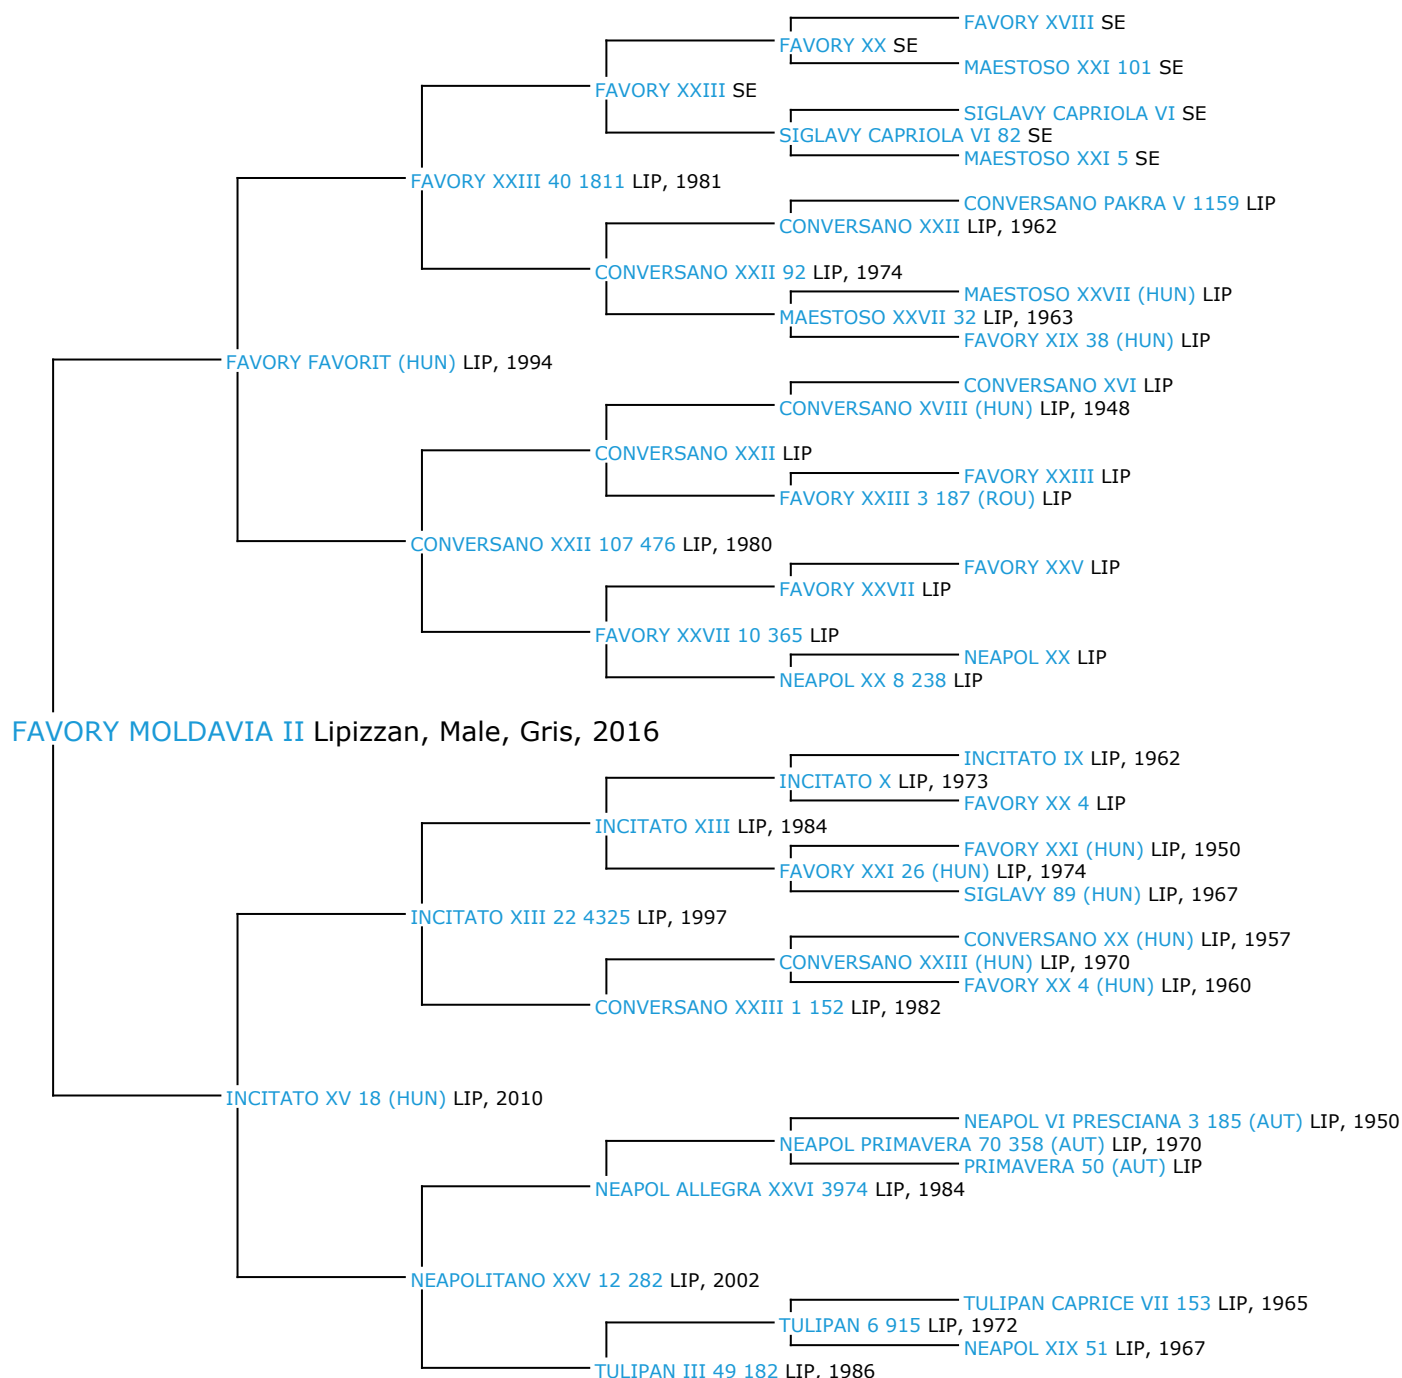 FAVORY XVIII SE
FAVORY XX SE
MAESTOSO XXI 101 SE
FAVORY XXIII SE
SIGLAVY CAPRIOLA VI SE
SIGLAVY CAPRIOLA VI 82 SE
MAESTOSO XXI 5 SE
FAVORY XXIII 40 1811 LIP, 1981
CONVERSANO PAKRA V 1159 LIP
CONVERSANO XXII LIP, 1962
CONVERSANO XXII 92 LIP, 1974
MAESTOSO XXVII (HUN) LIP
MAESTOSO XXVII 32 LIP, 1963
FAVORY XIX 38 (HUN) LIP
FAVORY FAVORIT (HUN) LIP, 1994
CONVERSANO XVI LIP
CONVERSANO XVIII (HUN) LIP, 1948
CONVERSANO XXII LIP
FAVORY XXIII LIP
FAVORY XXIII 3 187 (ROU) LIP
CONVERSANO XXII 107 476 LIP, 1980
FAVORY XXV LIP
FAVORY XXVII LIP
FAVORY XXVII 10 365 LIP
NEAPOL XX LIP
NEAPOL XX 8 238 LIP
FAVORY MOLDAVIA II Lipizzan, Male, Gris, 2016
INCITATO IX LIP, 1962
INCITATO X LIP, 1973
FAVORY XX 4 LIP
INCITATO XIII LIP, 1984
FAVORY XXI (HUN) LIP, 1950
FAVORY XXI 26 (HUN) LIP, 1974
SIGLAVY 89 (HUN) LIP, 1967
INCITATO XIII 22 4325 LIP, 1997
CONVERSANO XX (HUN) LIP, 1957
CONVERSANO XXIII (HUN) LIP, 1970
FAVORY XX 4 (HUN) LIP, 1960
CONVERSANO XXIII 1 152 LIP, 1982
INCITATO XV 18 (HUN) LIP, 2010
NEAPOL VI PRESCIANA 3 185 (AUT) LIP, 1950
NEAPOL PRIMAVERA 70 358 (AUT) LIP, 1970
PRIMAVERA 50 (AUT) LIP
NEAPOL ALLEGRA XXVI 3974 LIP, 1984
NEAPOLITANO XXV 12 282 LIP, 2002
TULIPAN CAPRICE VII 153 LIP, 1965
TULIPAN 6 915 LIP, 1972
NEAPOL XIX 51 LIP, 1967
TULIPAN III 49 182 LIP, 1986